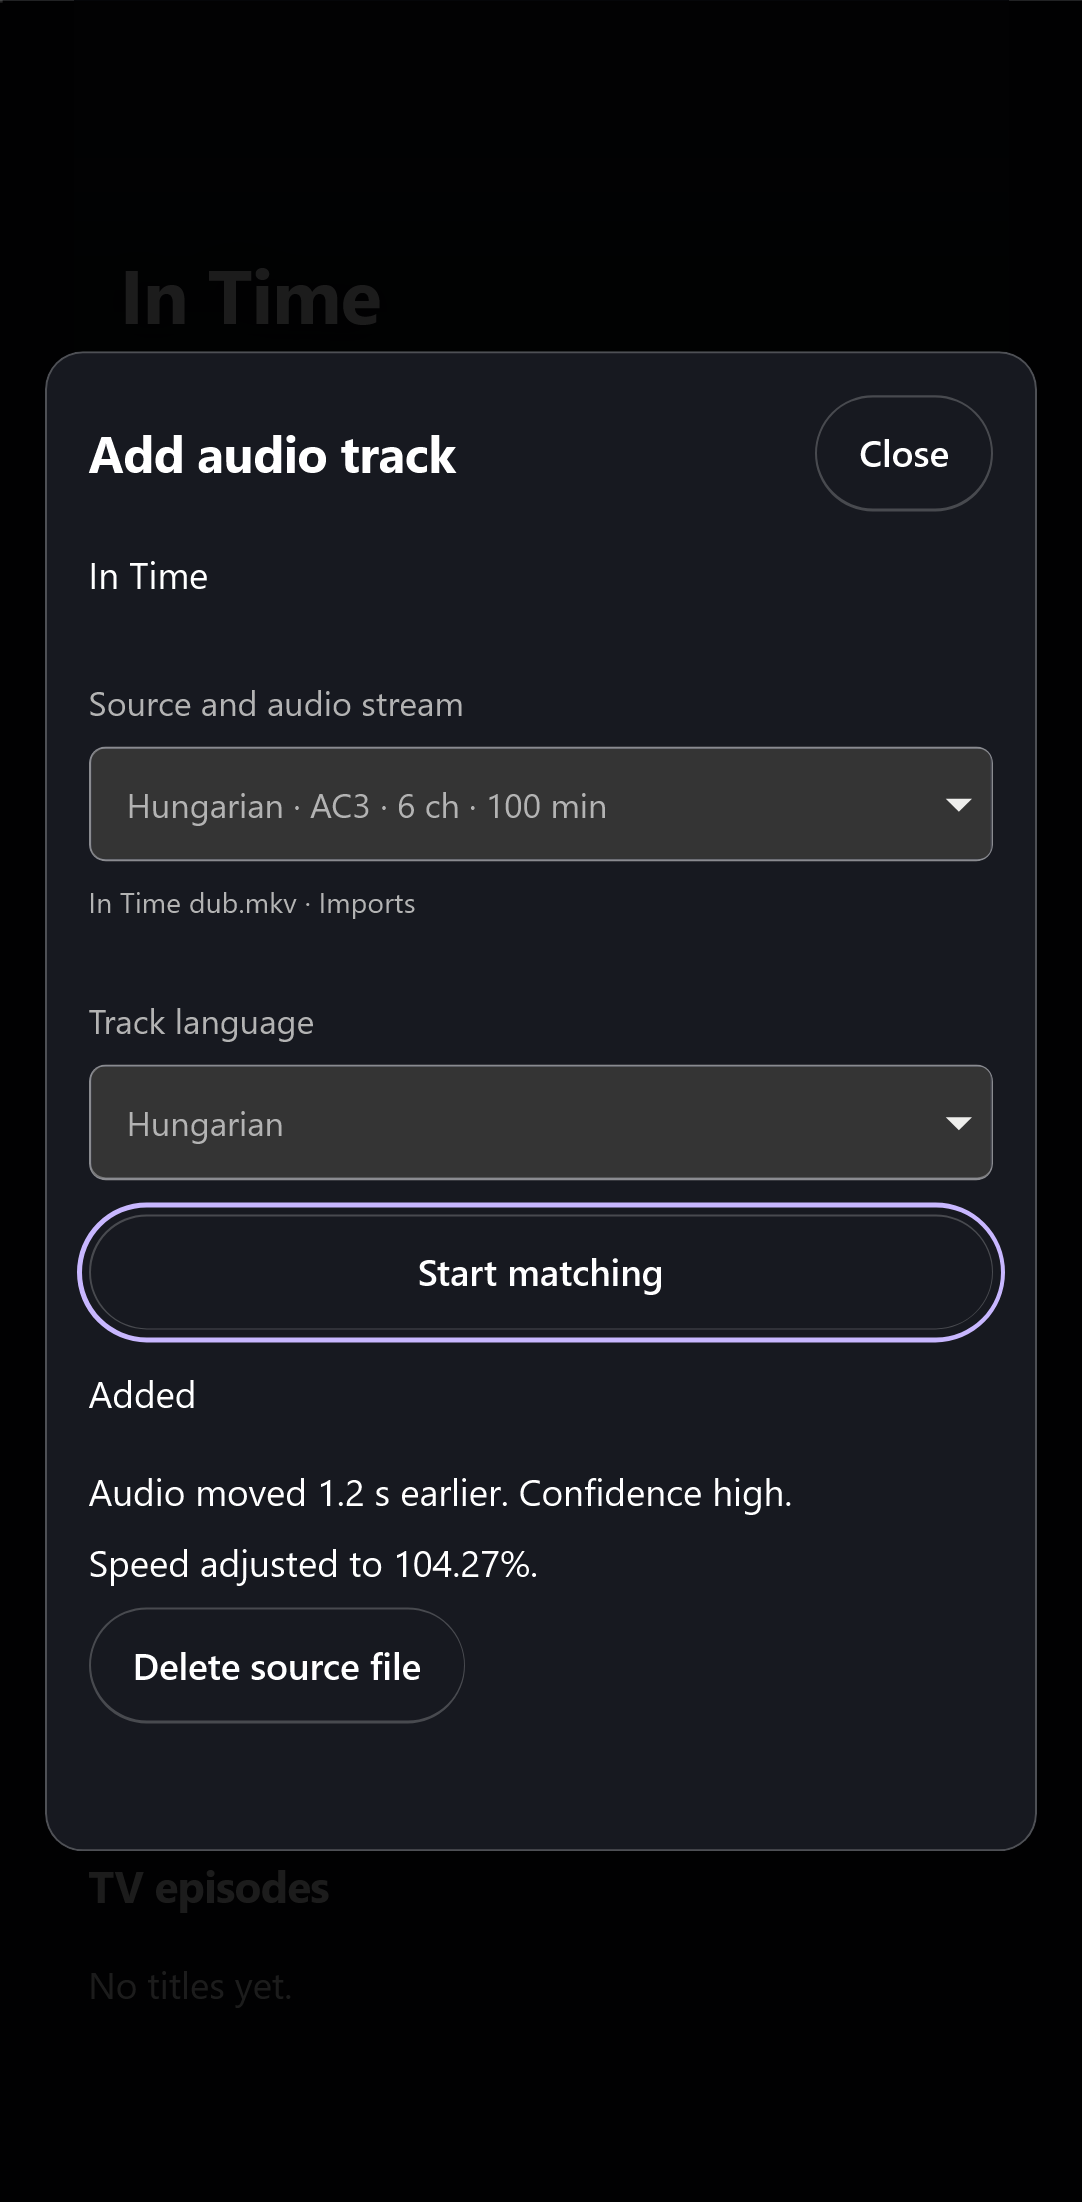 In Time
Add audio track
Close
In Time
Source and audio stream
Hungarian · AC3 · 6 ch · 100 min
In Time dub.mkv · Imports
Track language
Hungarian
Start matching
Added
Audio moved 1.2 s earlier. Confidence high.
Speed adjusted to 104.27%.
Delete source file
TV episodes
No titles yet.